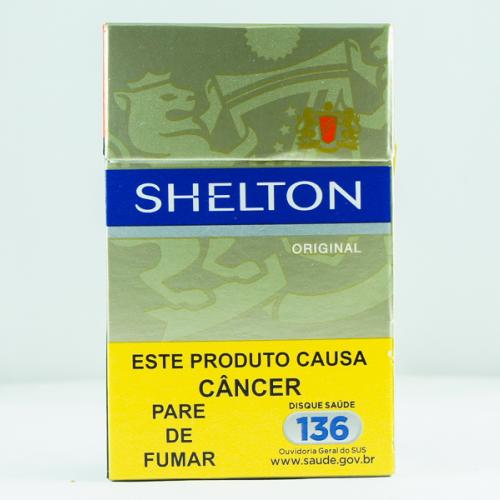 SHELTON
ORIGINAL
ESTE PRODUTO CAUSA
CÂNCER
PARE
DE
FUMAR
DISQUE SAÚDE
136
Ouvidoria Geral do SUS
www.saude.gov.br